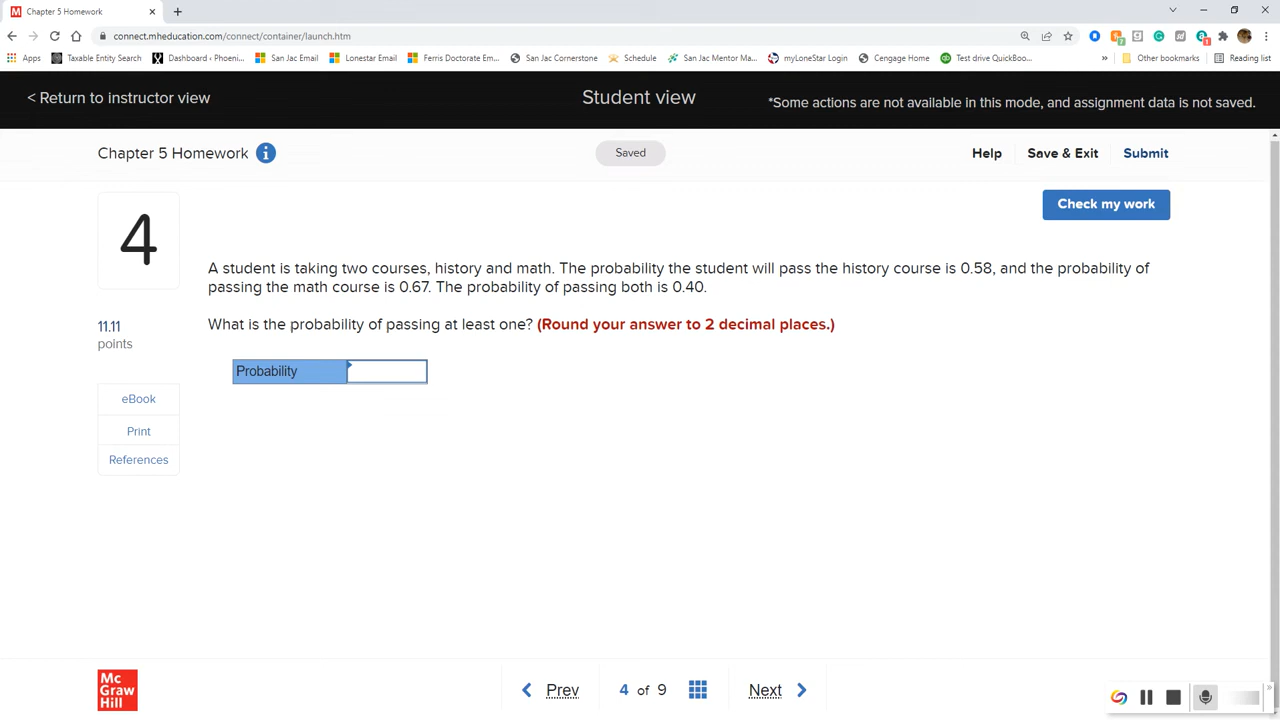 M Chapter 5 Homework
connect.mheducation.com/connect/container/launch.htm
Apps Taxable Entity Search Dashboard ‹ Phoeni... San Jac Email Lonestar Email Ferris Doctorate Em... San Jac Cornerstone Schedule San Jac Mentor Ma... myLoneStar Login Cengage Home Test drive QuickBoo... » Other bookmarks Reading list
< Return to instructor view
Student view
*Some actions are not available in this mode, and assignment data is not saved.
Chapter 5 Homework i
Saved
Help Save & Exit Submit
Check my work
4
A student is taking two courses, history and math. The probability the student will pass the history course is 0.58, and the probability of
passing the math course is 0.67. The probability of passing both is 0.40.
What is the probability of passing at least one? (Round your answer to 2 decimal places.)
11.11
points
Probability
eBook
Print
References
Mc
Graw
Hill
Prev 4 of 9 Next